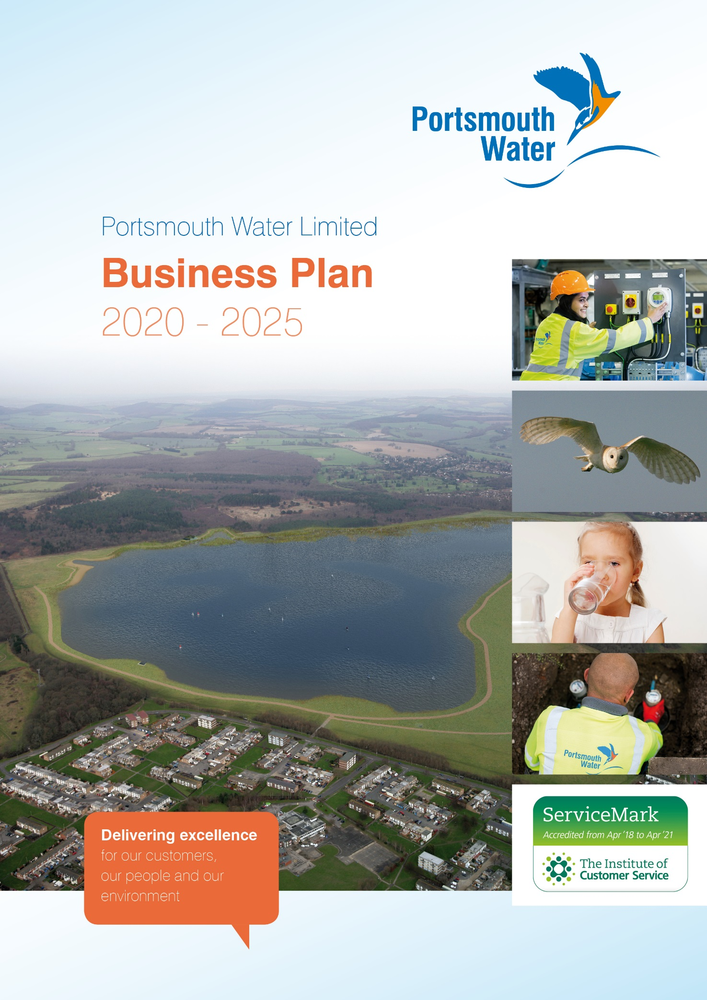 Portsmouth
Water
Portsmouth Water Limited
Business Plan
2020 - 2025
Portsmouth
Water
Portsmouth
Water
ServiceMark
Accredited from Apr '18 to Apr '21
The Institute of
Customer Service
Delivering excellence
for our customers,
our people and our
environment